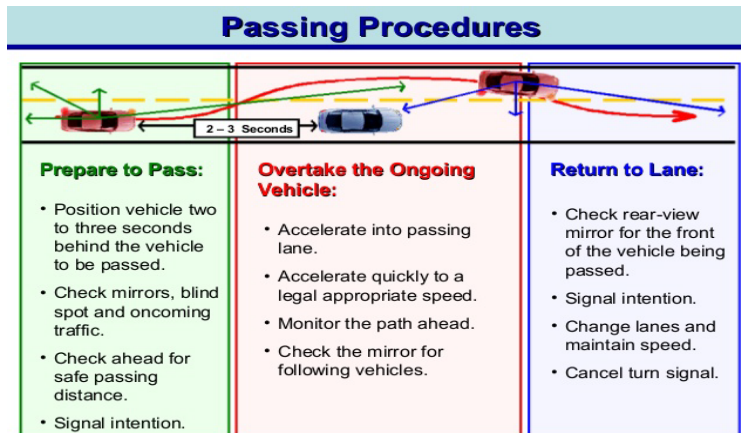 Passing Procedures
2 – 3 Seconds
Prepare to Pass:
• Position vehicle two
to three seconds
behind the vehicle
to be passed.
• Check mirrors, blind
spot and oncoming
traffic.
• Check ahead for
safe passing
distance.
• Signal intention.
Overtake the Ongoing
Vehicle:
• Accelerate into passing
lane.
• Accelerate quickly to a
legal appropriate speed.
• Monitor the path ahead.
• Check the mirror for
following vehicles.
Return to Lane:
• Check rear-view
mirror for the front
of the vehicle being
passed.
• Signal intention.
• Change lanes and
maintain speed.
• Cancel turn signal.